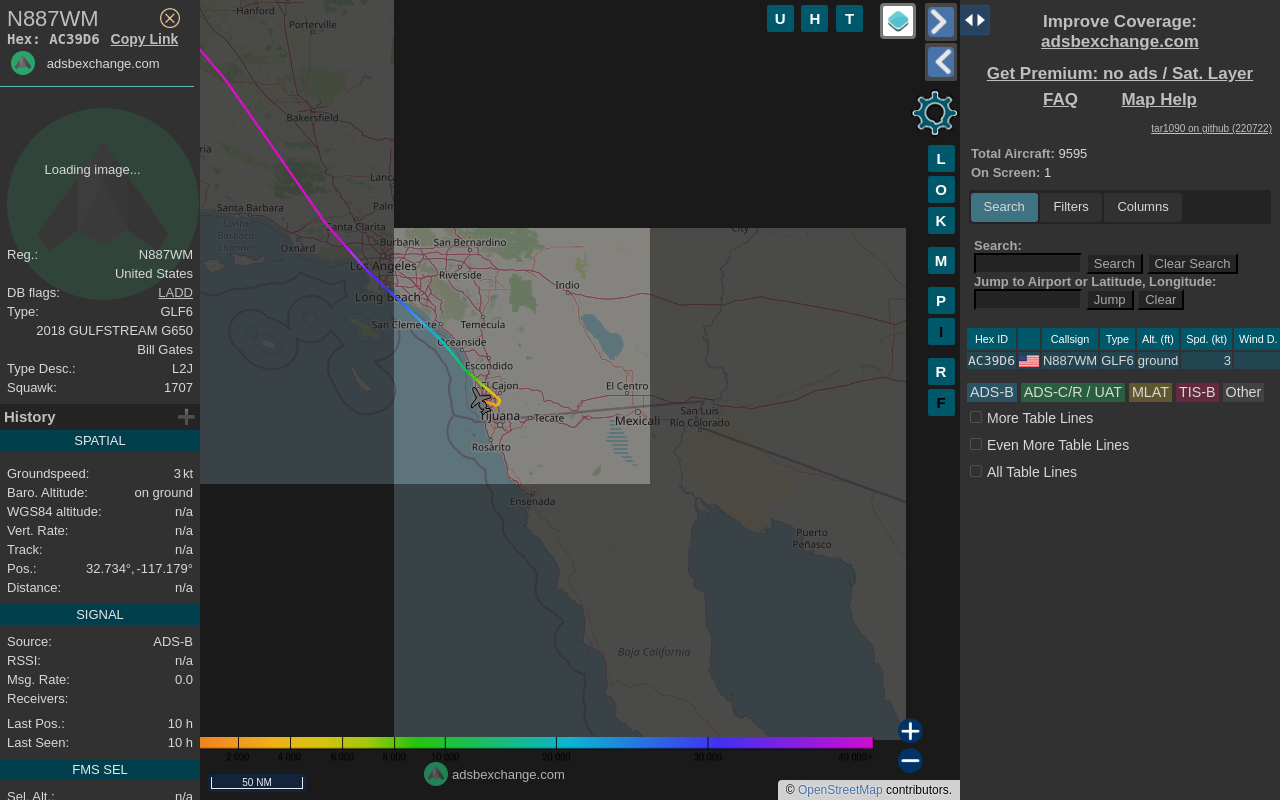 N887WM
Hex: AC39D6 Copy Link
adsbexchange.com
Loading image...
Reg.: N887WM
United States
DB flags: LADD
Type: GLF6
2018 GULFSTREAM G650
Bill Gates
Type Desc.: L2J
Squawk: 1707
History
SPATIAL
Groundspeed: 3 kt
Baro. Altitude: on ground
WGS84 altitude: n/a
Vert. Rate: n/a
Track: n/a
Pos.: 32.734°, -117.179°
Distance: n/a
SIGNAL
Source: ADS-B
RSSI: n/a
Msg. Rate: 0.0
Receivers:
Last Pos.: 10 h
Last Seen: 10 h
FMS SEL
Sel. Alt.: n/a
Hanford
Porterville
Bakersfield
ria
Lanca
Santa Barbara
Palm
Santa
Barbara
Channel
Santa Clarita
Oxnard
Burbank
San Bernardino
Los Angeles
Riverside
Long Beach
Indio
San Clemente
Temecula
Oceanside
Escondido
El Cajon
El Centro
Tijuana
Tecate
Mexicali
San Luis
Río Colorado
Rosarito
Ensenada
City
Puerto
Peñasco
Baja California
U H T
L
O
K
M
P
I
R
F
2 000 4 000 6 000 8 000 10 000 20 000 30 000 40 000+
50 NM
adsbexchange.com
© OpenStreetMap contributors.
Improve Coverage:
adsbexchange.com
Get Premium: no ads / Sat. Layer
FAQ Map Help
tar1090 on github (220722)
Total Aircraft: 9595
On Screen: 1
Search Filters Columns
Search:
Search Clear Search
Jump to Airport or Latitude, Longitude:
Jump Clear
Hex ID Callsign Type Alt. (ft) Spd. (kt) Wind D.
AC39D6 N887WM GLF6 ground 3
ADS-B ADS-C/R / UAT MLAT TIS-B Other
More Table Lines
Even More Table Lines
All Table Lines